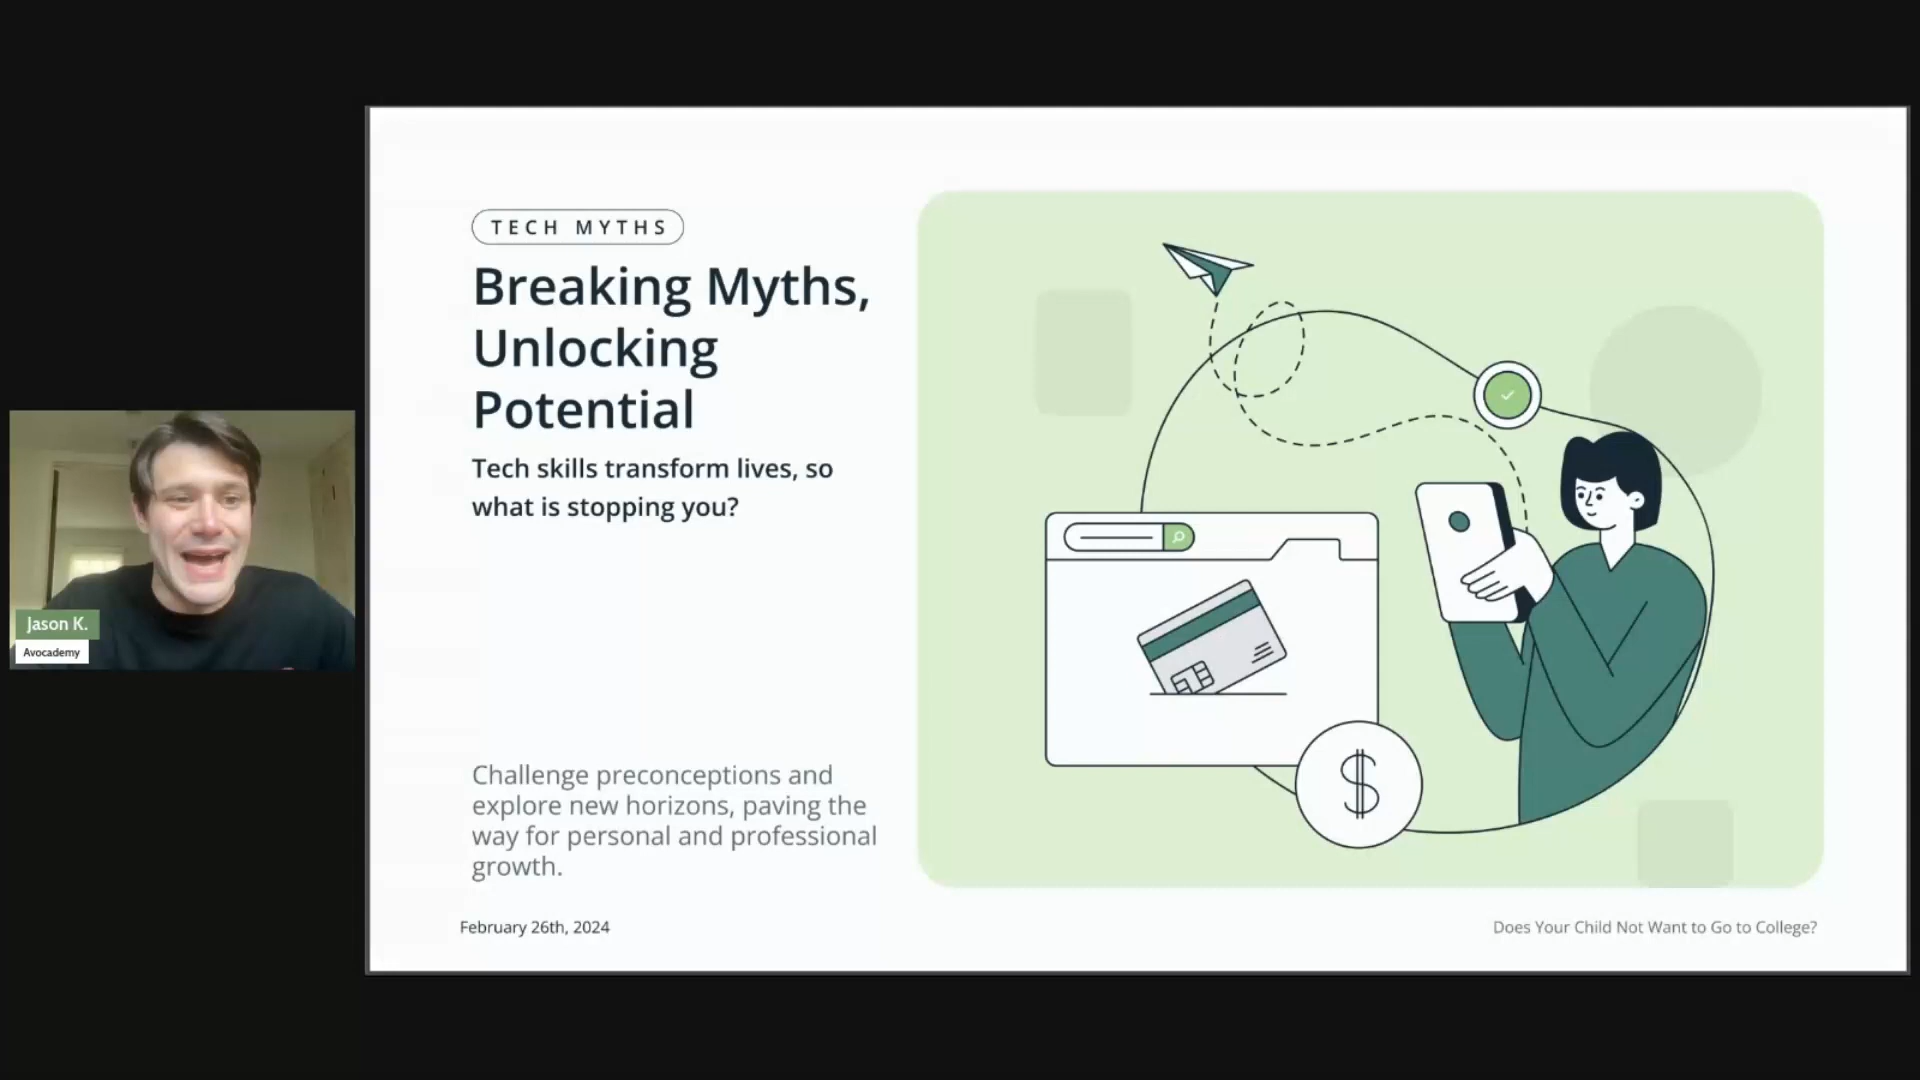 TECH MYTHS
Breaking Myths,
Unlocking
Potential
Tech skills transform lives, so
what is stopping you?
Jason K.
Avocademy
$
Challenge preconceptions and
explore new horizons, paving the
way for personal and professional
growth.
February 26th, 2024
Does Your Child Not Want to Go to College?